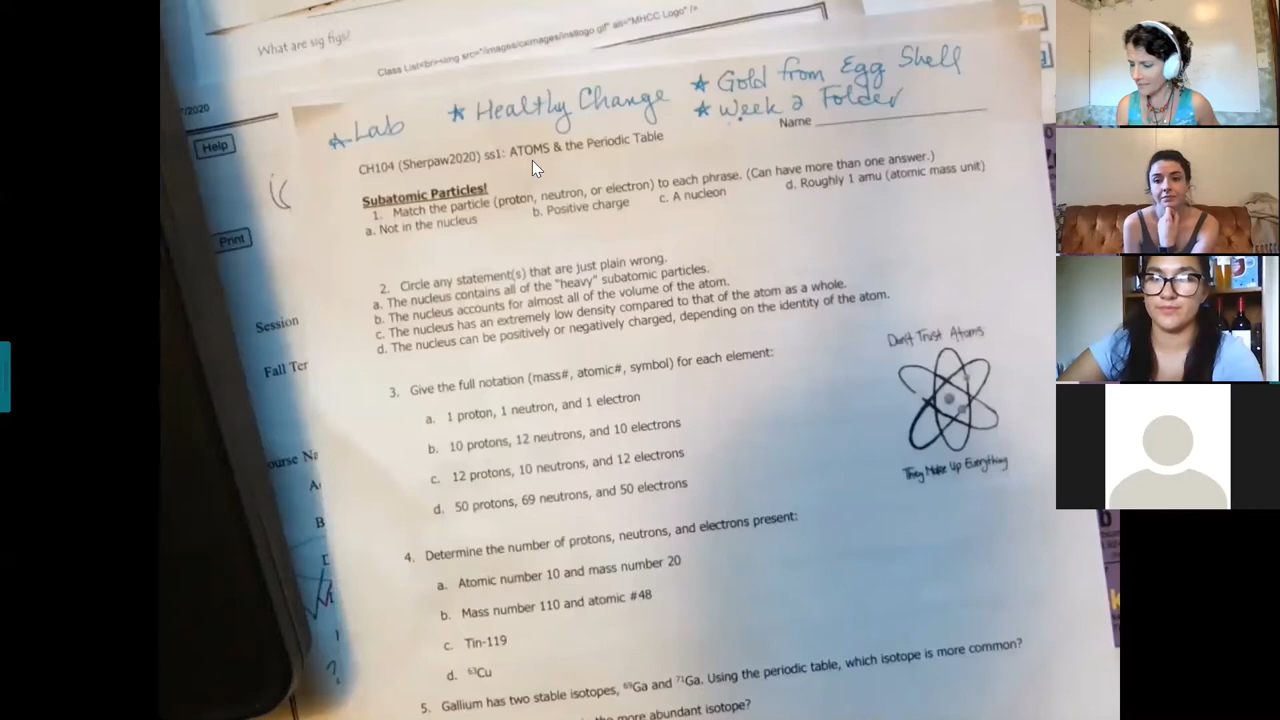 What are sig figs?
Class List<br><img src="/images/cximages/instlogo.gif" alt="MHCC Logo" />
/2020
Help
Print
Session
Fall Ter
ourse Na
★ Lab ★ Healthy Change ★ Gold from Egg Shell
★ Week 2 Folder
Name
CH104 (Sherpaw2020) ss1: ATOMS & the Periodic Table
Subatomic Particles!
1. Match the particle (proton, neutron, or electron) to each phrase. (Can have more than one answer.)
a. Not in the nucleus b. Positive charge c. A nucleon d. Roughly 1 amu (atomic mass unit)
2. Circle any statement(s) that are just plain wrong.
a. The nucleus contains all of the "heavy" subatomic particles.
b. The nucleus accounts for almost all of the volume of the atom.
c. The nucleus has an extremely low density compared to that of the atom as a whole.
d. The nucleus can be positively or negatively charged, depending on the identity of the atom.
Don't Trust Atoms
They Make Up Everything
3. Give the full notation (mass#, atomic#, symbol) for each element:
a. 1 proton, 1 neutron, and 1 electron
b. 10 protons, 12 neutrons, and 10 electrons
c. 12 protons, 10 neutrons, and 12 electrons
d. 50 protons, 69 neutrons, and 50 electrons
4. Determine the number of protons, neutrons, and electrons present:
a. Atomic number 10 and mass number 20
b. Mass number 110 and atomic #48
c. Tin-119
d. ⁶³Cu
5. Gallium has two stable isotopes, ⁶⁹Ga and ⁷¹Ga. Using the periodic table, which isotope is more common?
the more abundant isotope?